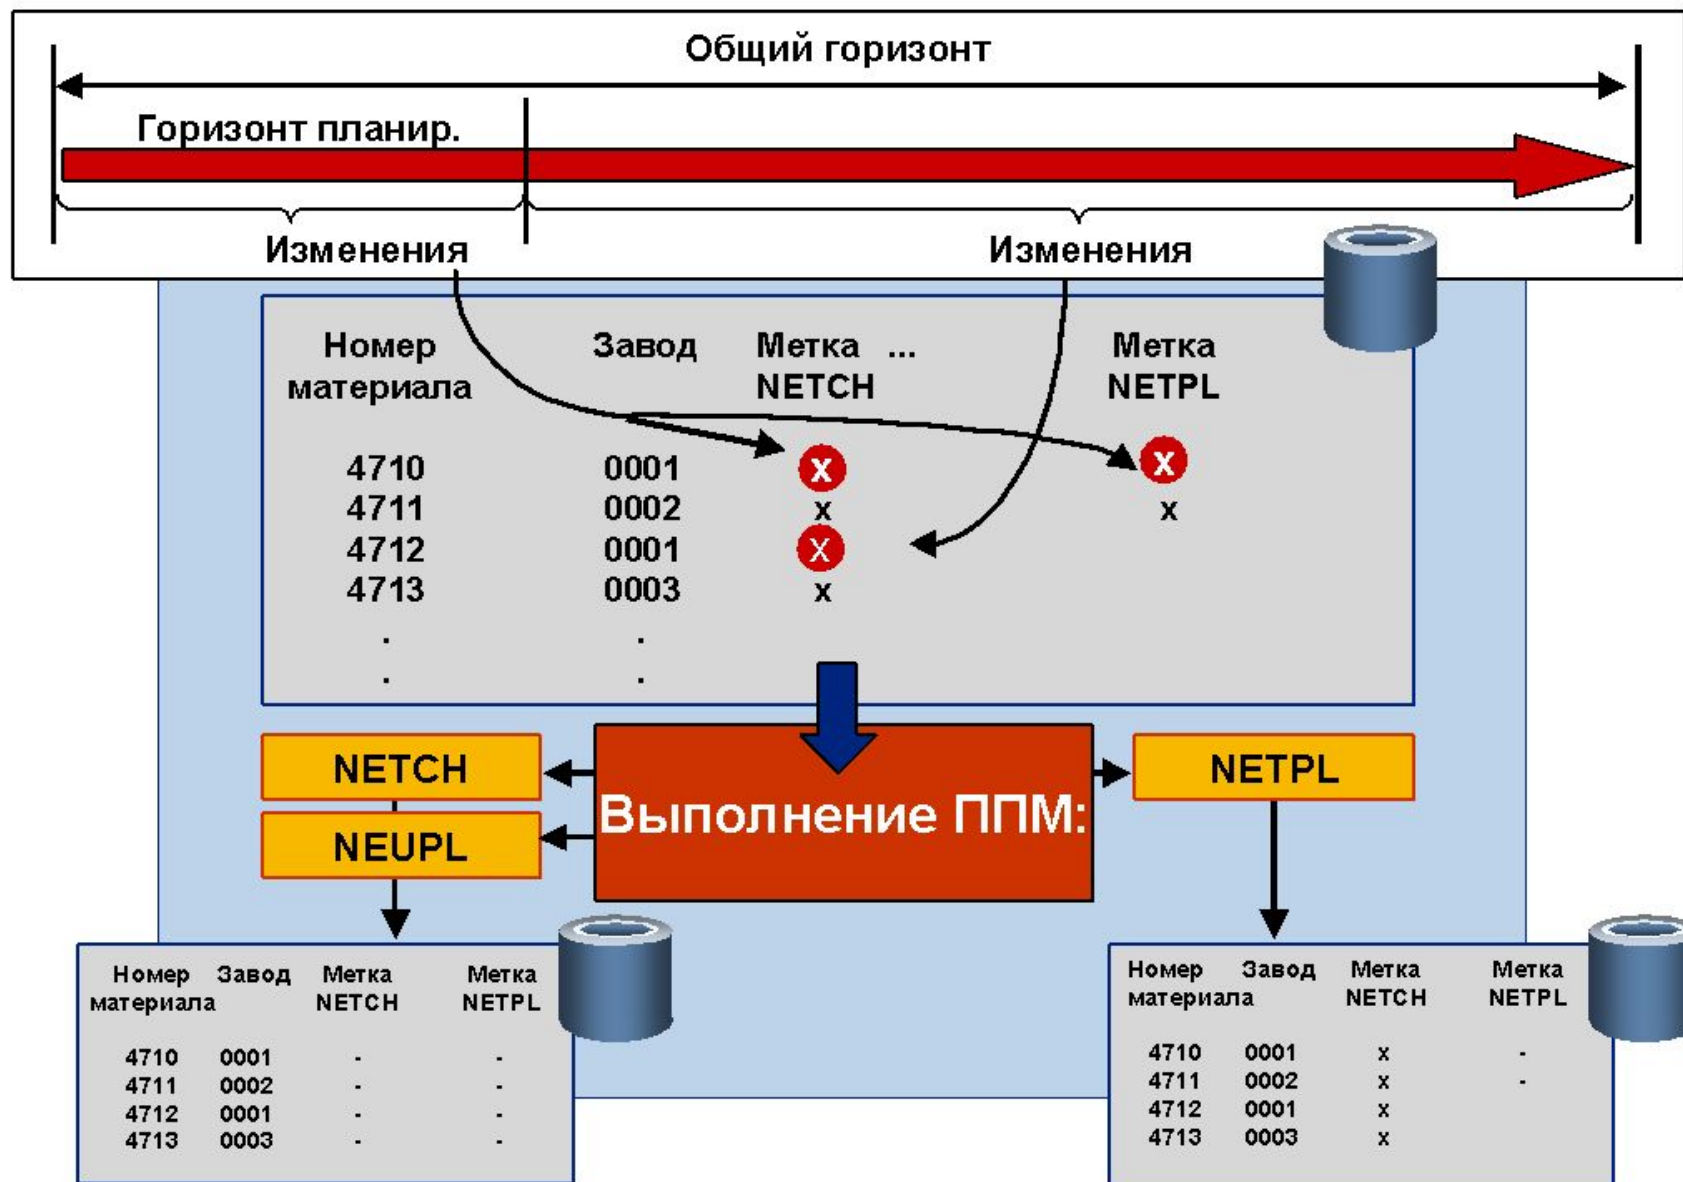 Общий горизонт
Горизонт планир.
Изменения Изменения
Номер Завод Метка ... Метка
материала NETCH NETPL
4710 0001 x x
4711 0002 x x
4712 0001 x
4713 0003 x
. .
. .
NETCH
NEUPL
Выполнение ППМ:
NETPL
Номер Завод Метка Метка
материала NETCH NETPL
4710 0001 - -
4711 0002 - -
4712 0001 - -
4713 0003 - -
Номер Завод Метка Метка
материала NETCH NETPL
4710 0001 x -
4711 0002 x -
4712 0001 x
4713 0003 x